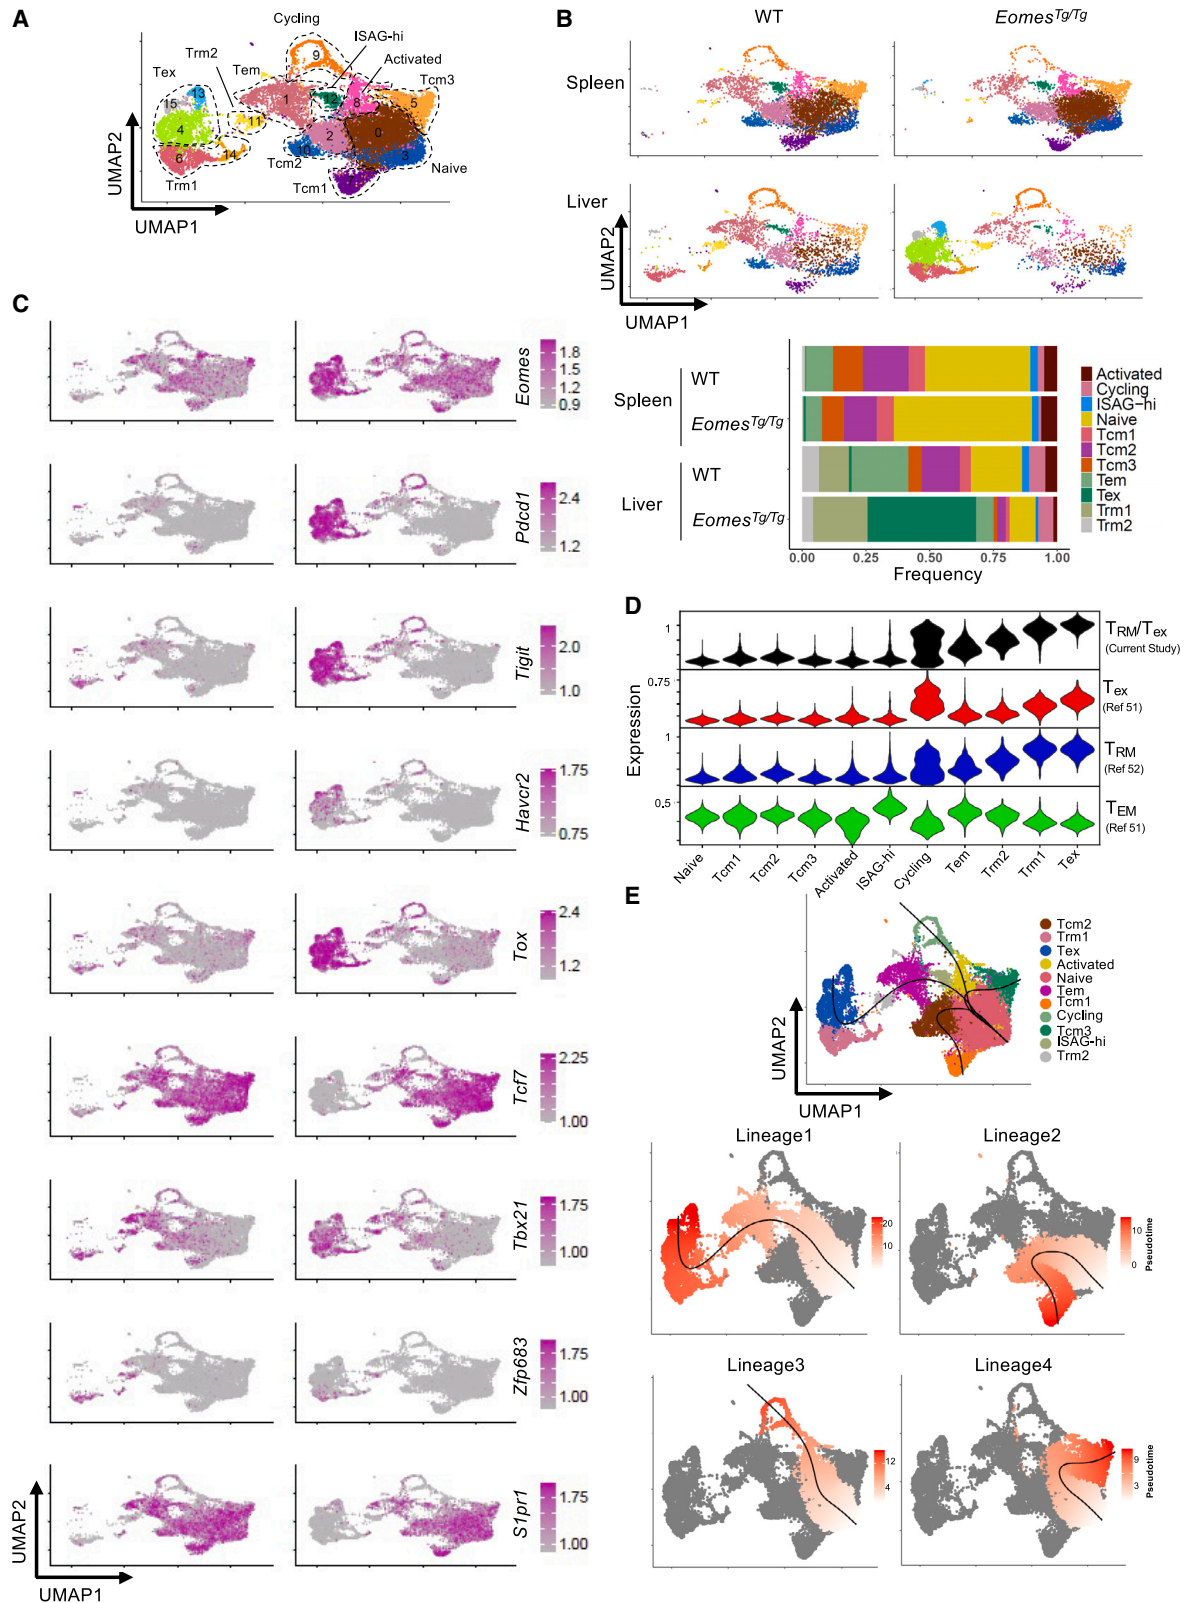 A
Cycling
ISAG-hi
Trm2
Activated
Tex
Tem
Tcm3
9
13
15
1
12
8
5
4
11
2
0
10
3
6
14
Tcm2
Naive
Trm1
Tcm1
7
UMAP2
UMAP1
B
WT
Eomes^Tg/Tg
Spleen
Liver
UMAP2
UMAP1
Spleen
WT
Eomes^Tg/Tg
Liver
WT
Eomes^Tg/Tg
0.00 0.25 0.50 0.75 1.00
Frequency
Activated
Cycling
ISAG-hi
Naive
Tcm1
Tcm2
Tcm3
Tem
Tex
Trm1
Trm2
C
Eomes
1.8
1.5
1.2
0.9
Pdcd1
2.4
1.2
Tigit
2.0
1.0
Havcr2
1.75
0.75
Tox
2.4
1.2
Tcf7
2.25
1.00
Tbx21
1.75
1.00
Zfp683
1.75
1.00
S1pr1
1.75
1.00
UMAP2
UMAP1
D
Expression
1
TRM/Tex
(Current Study)
0.75
Tex
(Ref 51)
1
TRM
(Ref 52)
0.5
TEM
(Ref 51)
Naive Tcm1 Tcm2 Tcm3 Activated ISAG-hi Cycling Tem Trm2 Trm1 Tex
E
UMAP2
UMAP1
Tcm2
Trm1
Tex
Activated
Naive
Tem
Tcm1
Cycling
Tcm3
ISAG-hi
Trm2
Lineage1
20
10
Lineage2
10
0
Pseudotime
Lineage3
12
4
Lineage4
9
3
Pseudotime